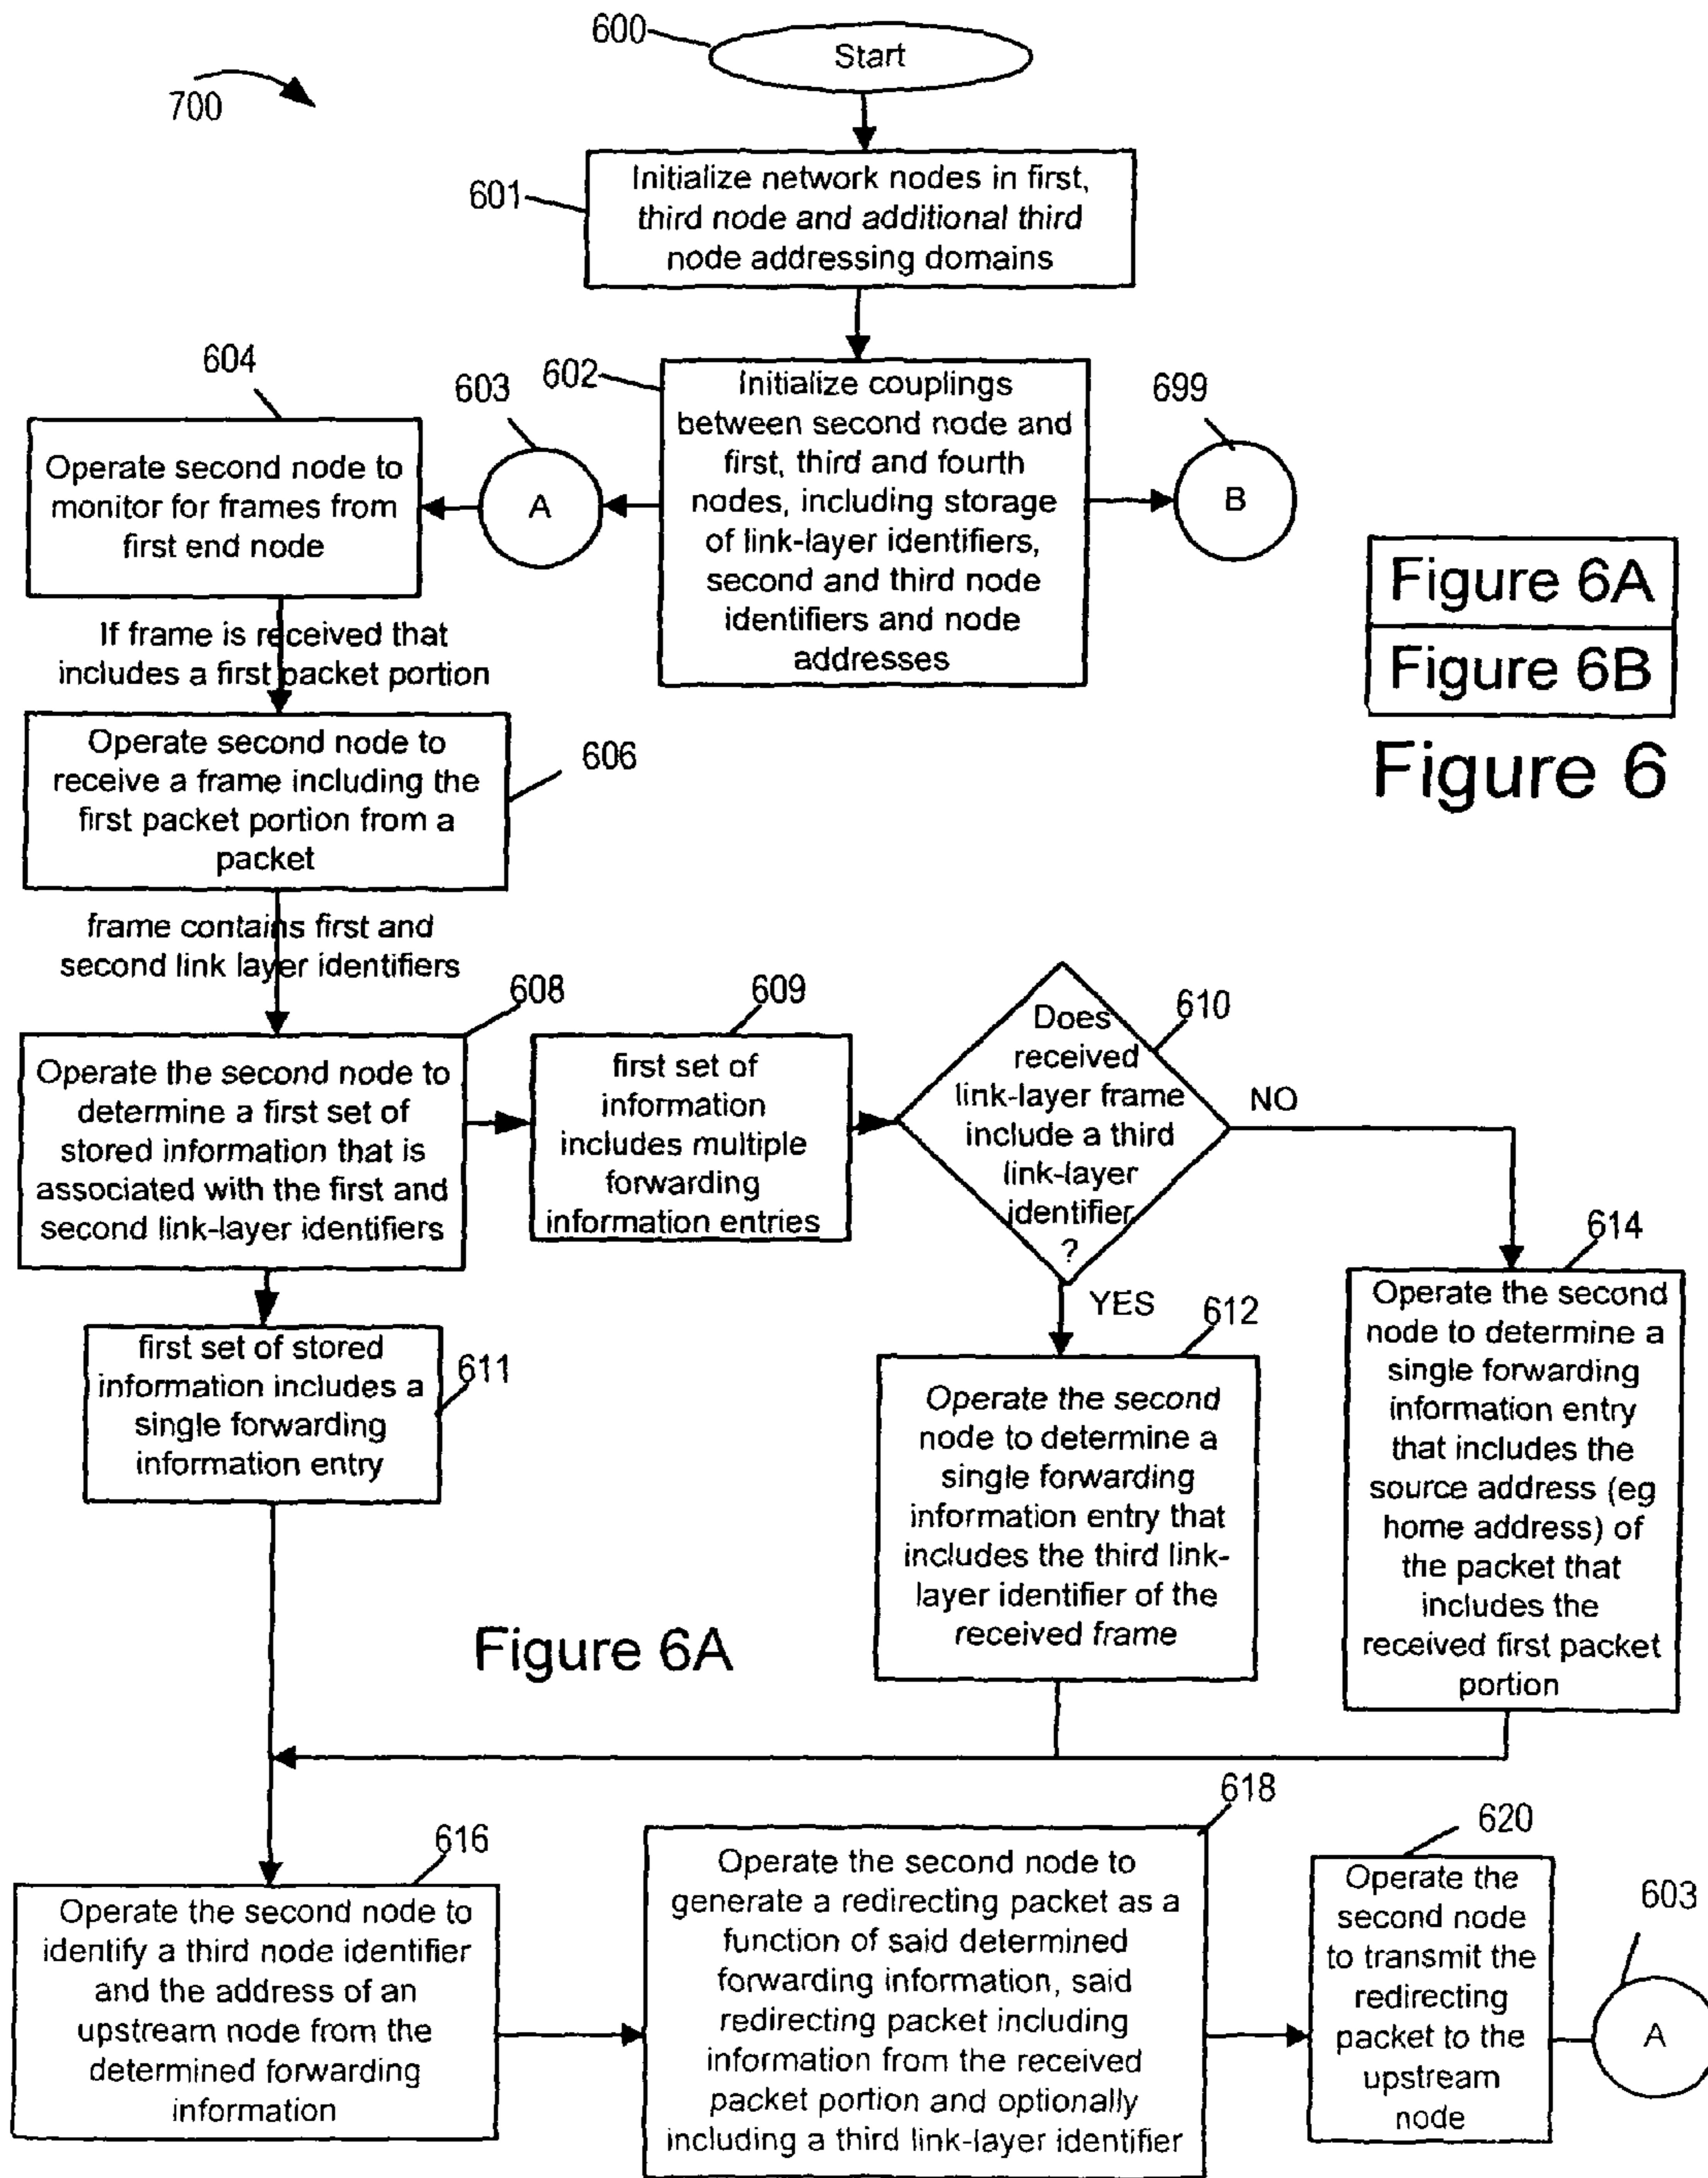 600
Start
700
601
Initialize network nodes in first,
third node and additional third
node addressing domains
604
603
602
Initialize couplings
between second node and
first, third and fourth
nodes, including storage
of link-layer identifiers,
second and third node
identifiers and node
addresses
699
B
A
Operate second node to
monitor for frames from
first end node
Figure 6A
Figure 6B
Figure 6
If frame is received that
includes a first packet portion
Operate second node to
receive a frame including the
first packet portion from a
packet
606
frame contains first and
second link layer identifiers
608
Operate the second node to
determine a first set of
stored information that is
associated with the first and
second link-layer identifiers
609
first set of
information
includes multiple
forwarding
information entries
610
Does
received
link-layer frame
include a third
link-layer
identifier
?
NO
YES
611
first set of stored
information includes a
single forwarding
information entry
612
Operate the second
node to determine a
single forwarding
information entry that
includes the third link-
layer identifier of the
received frame
614
Operate the second
node to determine a
single forwarding
information entry
that includes the
source address (eg
home address) of
the packet that
includes the
received first packet
portion
Figure 6A
616
Operate the second node to
identify a third node identifier
and the address of an
upstream node from the
determined forwarding
information
618
Operate the second node to
generate a redirecting packet as a
function of said determined
forwarding information, said
redirecting packet including
information from the received
packet portion and optionally
including a third link-layer identifier
620
Operate the
second node
to transmit the
redirecting
packet to the
upstream
node
603
A